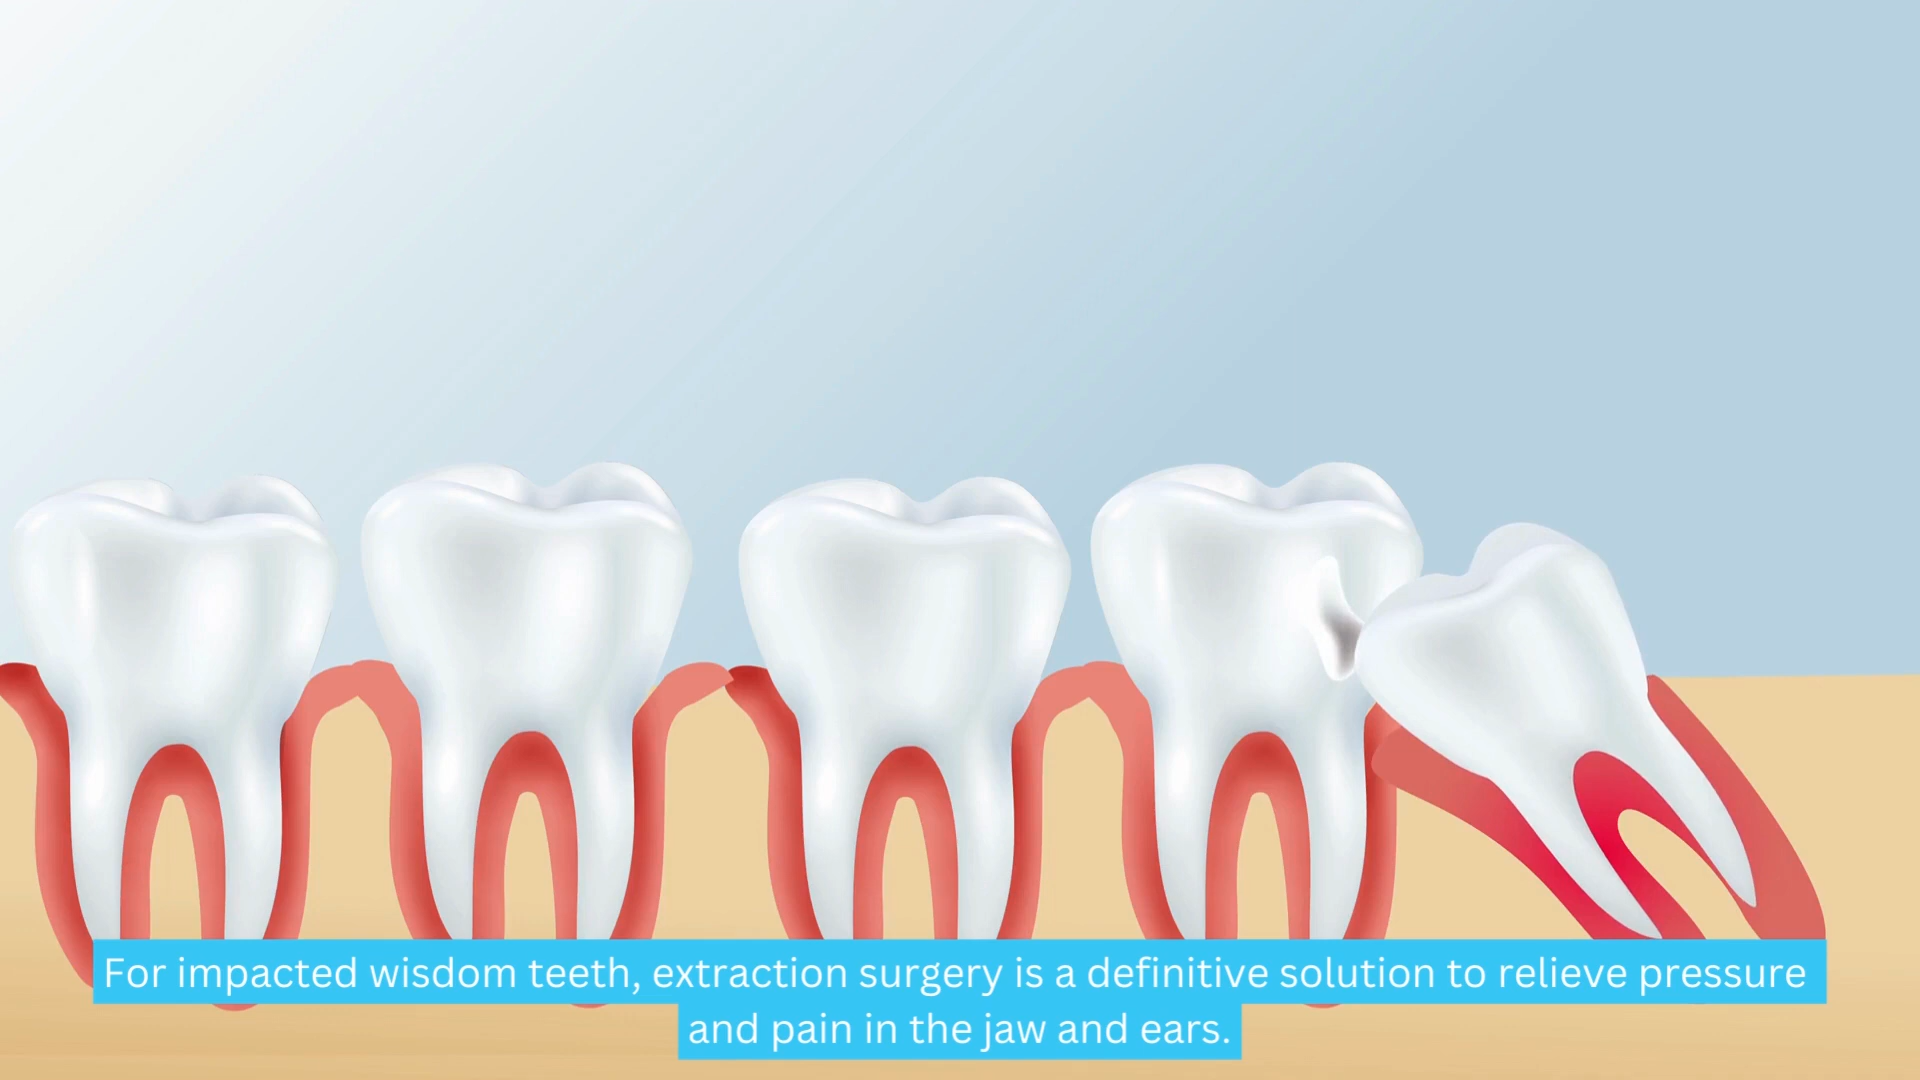 For impacted wisdom teeth, extraction surgery is a definitive solution to relieve pressure
and pain in the jaw and ears.